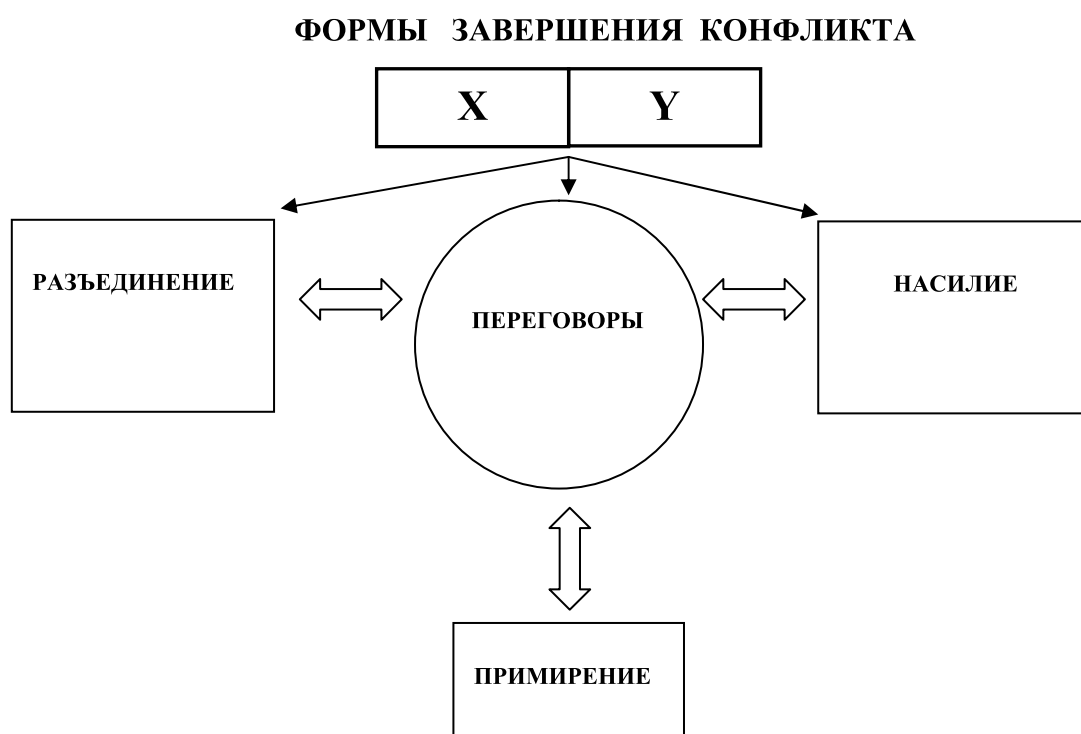 ФОРМЫ ЗАВЕРШЕНИЯ КОНФЛИКТА
X Y
РАЗЪЕДИНЕНИЕ
НАСИЛИЕ
ПЕРЕГОВОРЫ
ПРИМИРЕНИЕ